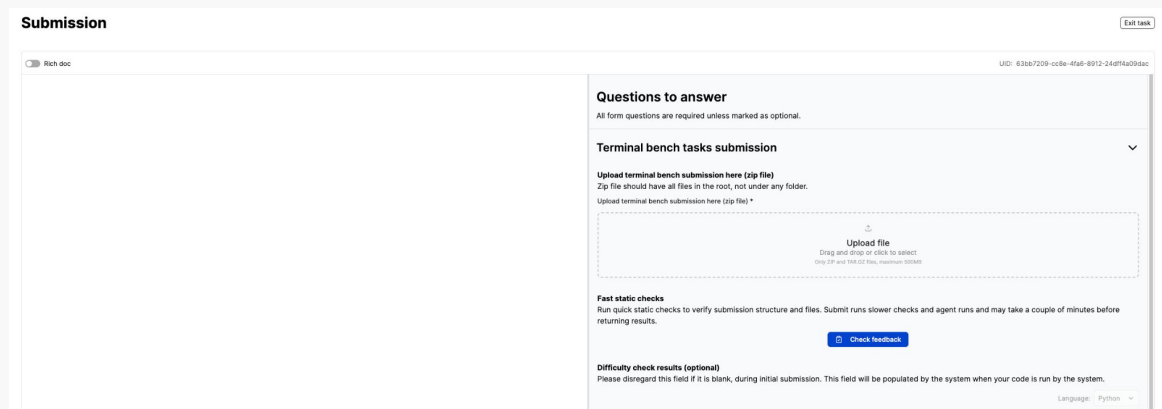 Submission
Exit task
Rich doc
UID: 63bb7209-cc8e-4fa6-8912-24dff4a09dac
Questions to answer
All form questions are required unless marked as optional.
Terminal bench tasks submission
Upload terminal bench submission here (zip file)
Zip file should have all files in the root, not under any folder.
Upload terminal bench submission here (zip file) *
Upload file
Drag and drop or click to select
Only ZIP and TAR.GZ files, maximum 500MB
Fast static checks
Run quick static checks to verify submission structure and files. Submit runs slower checks and agent runs and may take a couple of minutes before
returning results.
Check feedback
Difficulty check results (optional)
Please disregard this field if it is blank, during initial submission. This field will be populated by the system when your code is run by the system.
Language: Python